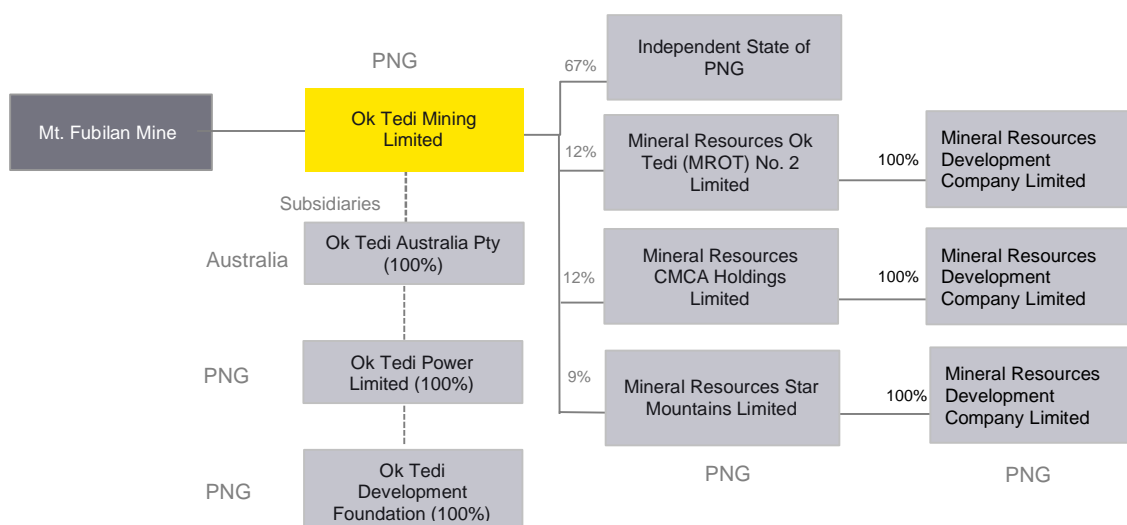 PNG
Mt. Fubilan Mine
Ok Tedi Mining
Limited
Subsidiaries
Australia
Ok Tedi Australia Pty
(100%)
PNG
Ok Tedi Power
Limited (100%)
PNG
Ok Tedi
Development
Foundation (100%)
67%
Independent State of
PNG
12%
Mineral Resources Ok
Tedi (MROT) No. 2
Limited
100%
Mineral Resources
Development
Company Limited
12%
Mineral Resources
CMCA Holdings
Limited
100%
Mineral Resources
Development
Company Limited
9%
Mineral Resources Star
Mountains Limited
100%
Mineral Resources
Development
Company Limited
PNG
PNG